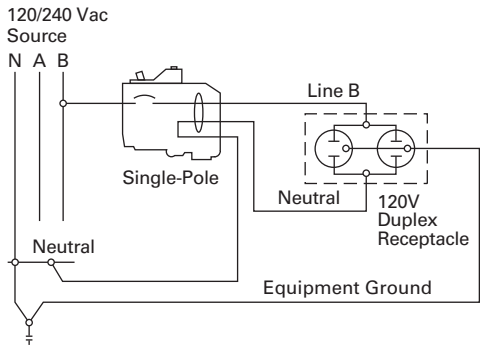 120/240 Vac
Source
N A B
Line B
Single-Pole
Neutral
120V
Duplex
Receptacle
Neutral
Equipment Ground